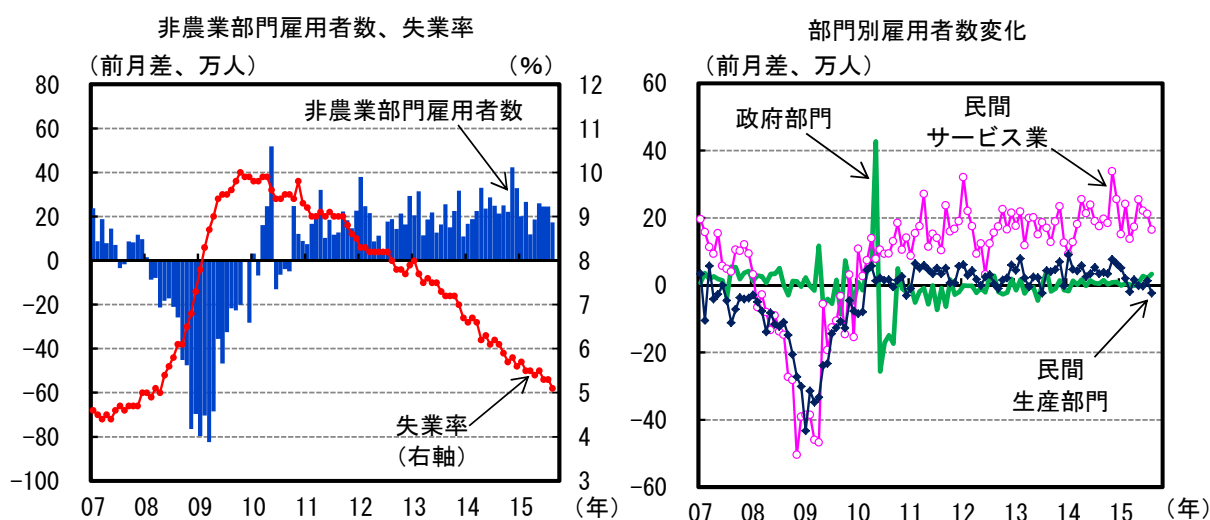 非農業部門雇用者数、失業率
（前月差、万人）
（%）
80
60
40
20
0
−20
−40
−60
−80
−100
12
11
10
9
8
7
6
5
4
3
非農業部門雇用者数
失業率
（右軸）
07 08 09 10 11 12 13 14 15 （年）
部門別雇用者数変化
（前月差、万人）
60
40
20
0
−20
−40
−60
政府部門
民間
サービス業
民間
生産部門
07 08 09 10 11 12 13 14 15 （年）